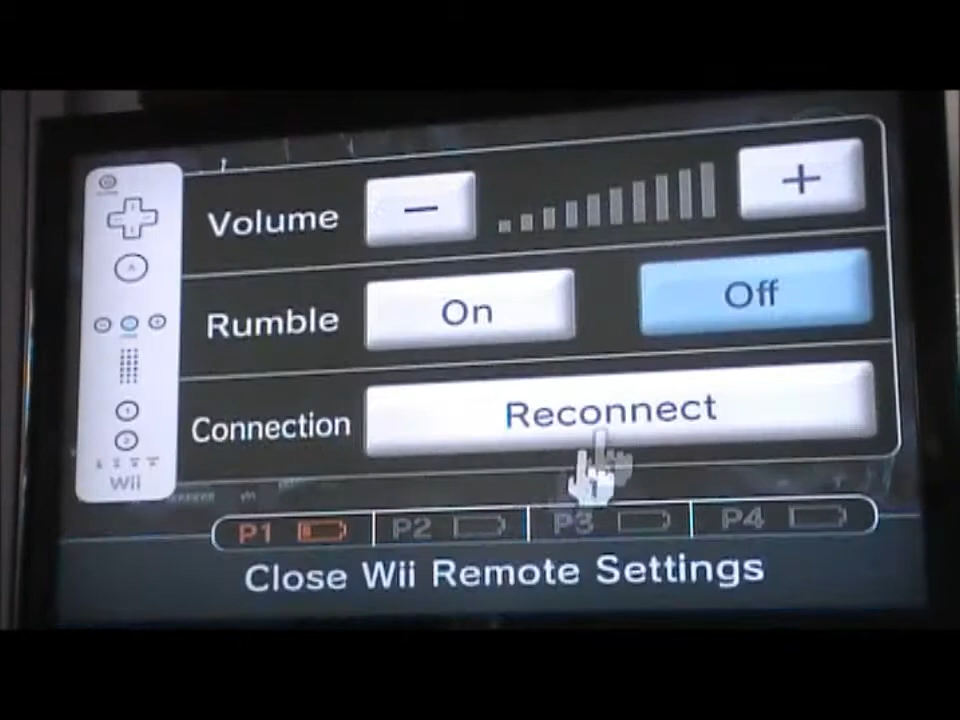 Volume − +
Rumble On Off
Connection Reconnect
Wii
P1 P2 P3 P4
Close Wii Remote Settings